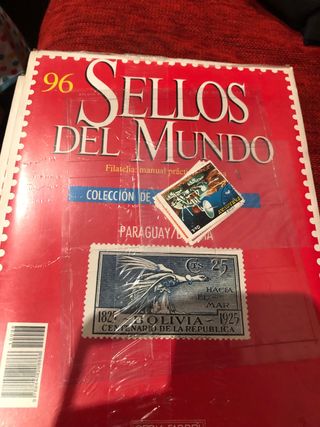 96
SELLOS
DEL MUNDO
Filatelia: manual práct
COLECCIÓN DE
PARAGUAY/B
Cts. 25
HACIA
EL
MAR
1825 BOLIVIA 1925
CENTENARIO DE LA REPUBLICA